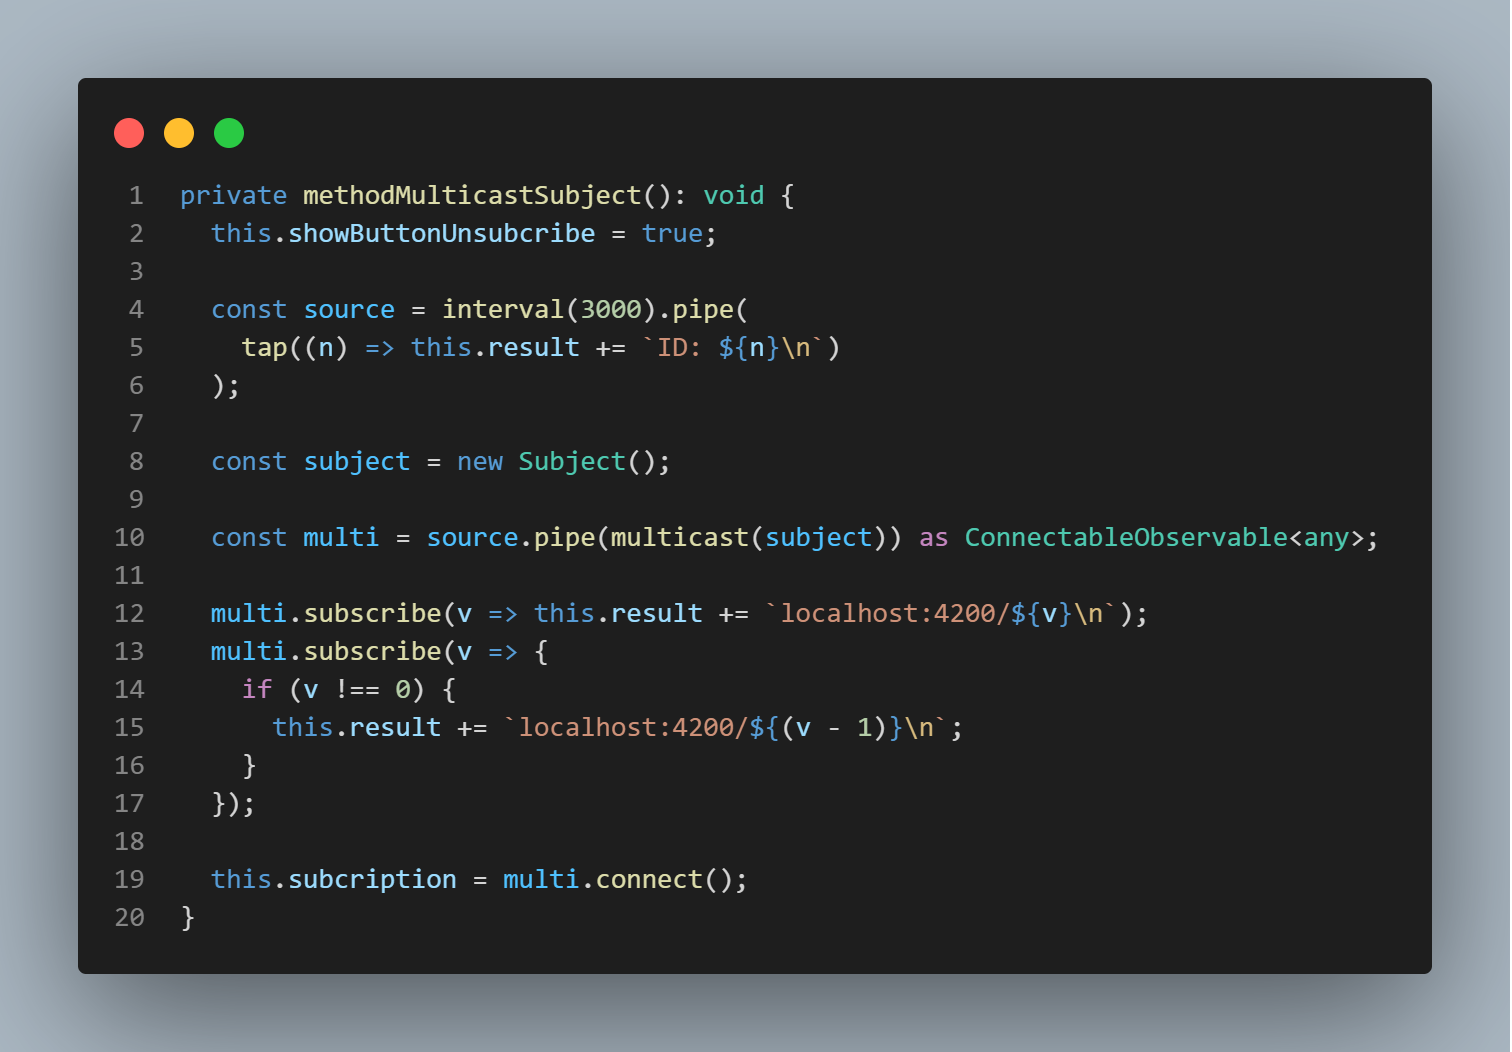 1 private methodMulticastSubject(): void {
2   this.showButtonUnsubcribe = true;
3
4   const source = interval(3000).pipe(
5     tap((n) => this.result += `ID: ${n}\n`)
6   );
7
8   const subject = new Subject();
9
10   const multi = source.pipe(multicast(subject)) as ConnectableObservable<any>;
11
12   multi.subscribe(v => this.result += `localhost:4200/${v}\n`);
13   multi.subscribe(v => {
14     if (v !== 0) {
15       this.result += `localhost:4200/${(v - 1)}\n`;
16     }
17   });
18
19   this.subcription = multi.connect();
20 }